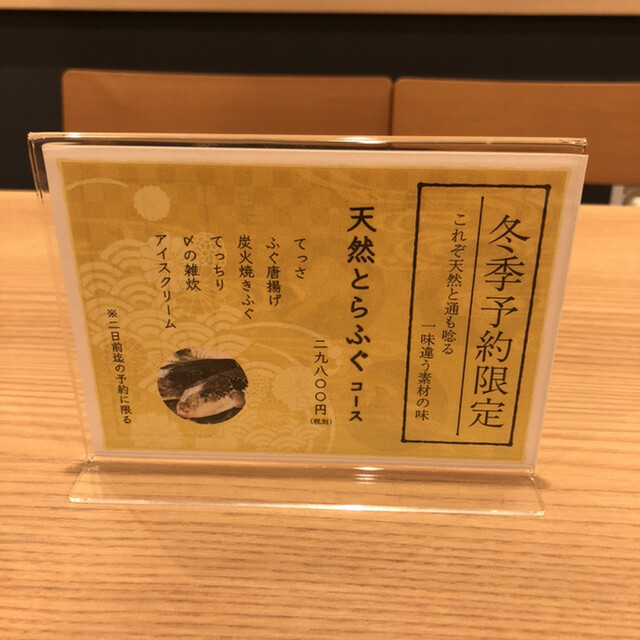 冬季予約限定
これぞ天然と通も唸る
一味違う素材の味
天然とらふぐコース
二九八〇〇円(税別)
てっさ
ふぐ唐揚げ
炭火焼きふぐ
てっちり
〆の雑炊
アイスクリーム
※二日前迄の予約に限る